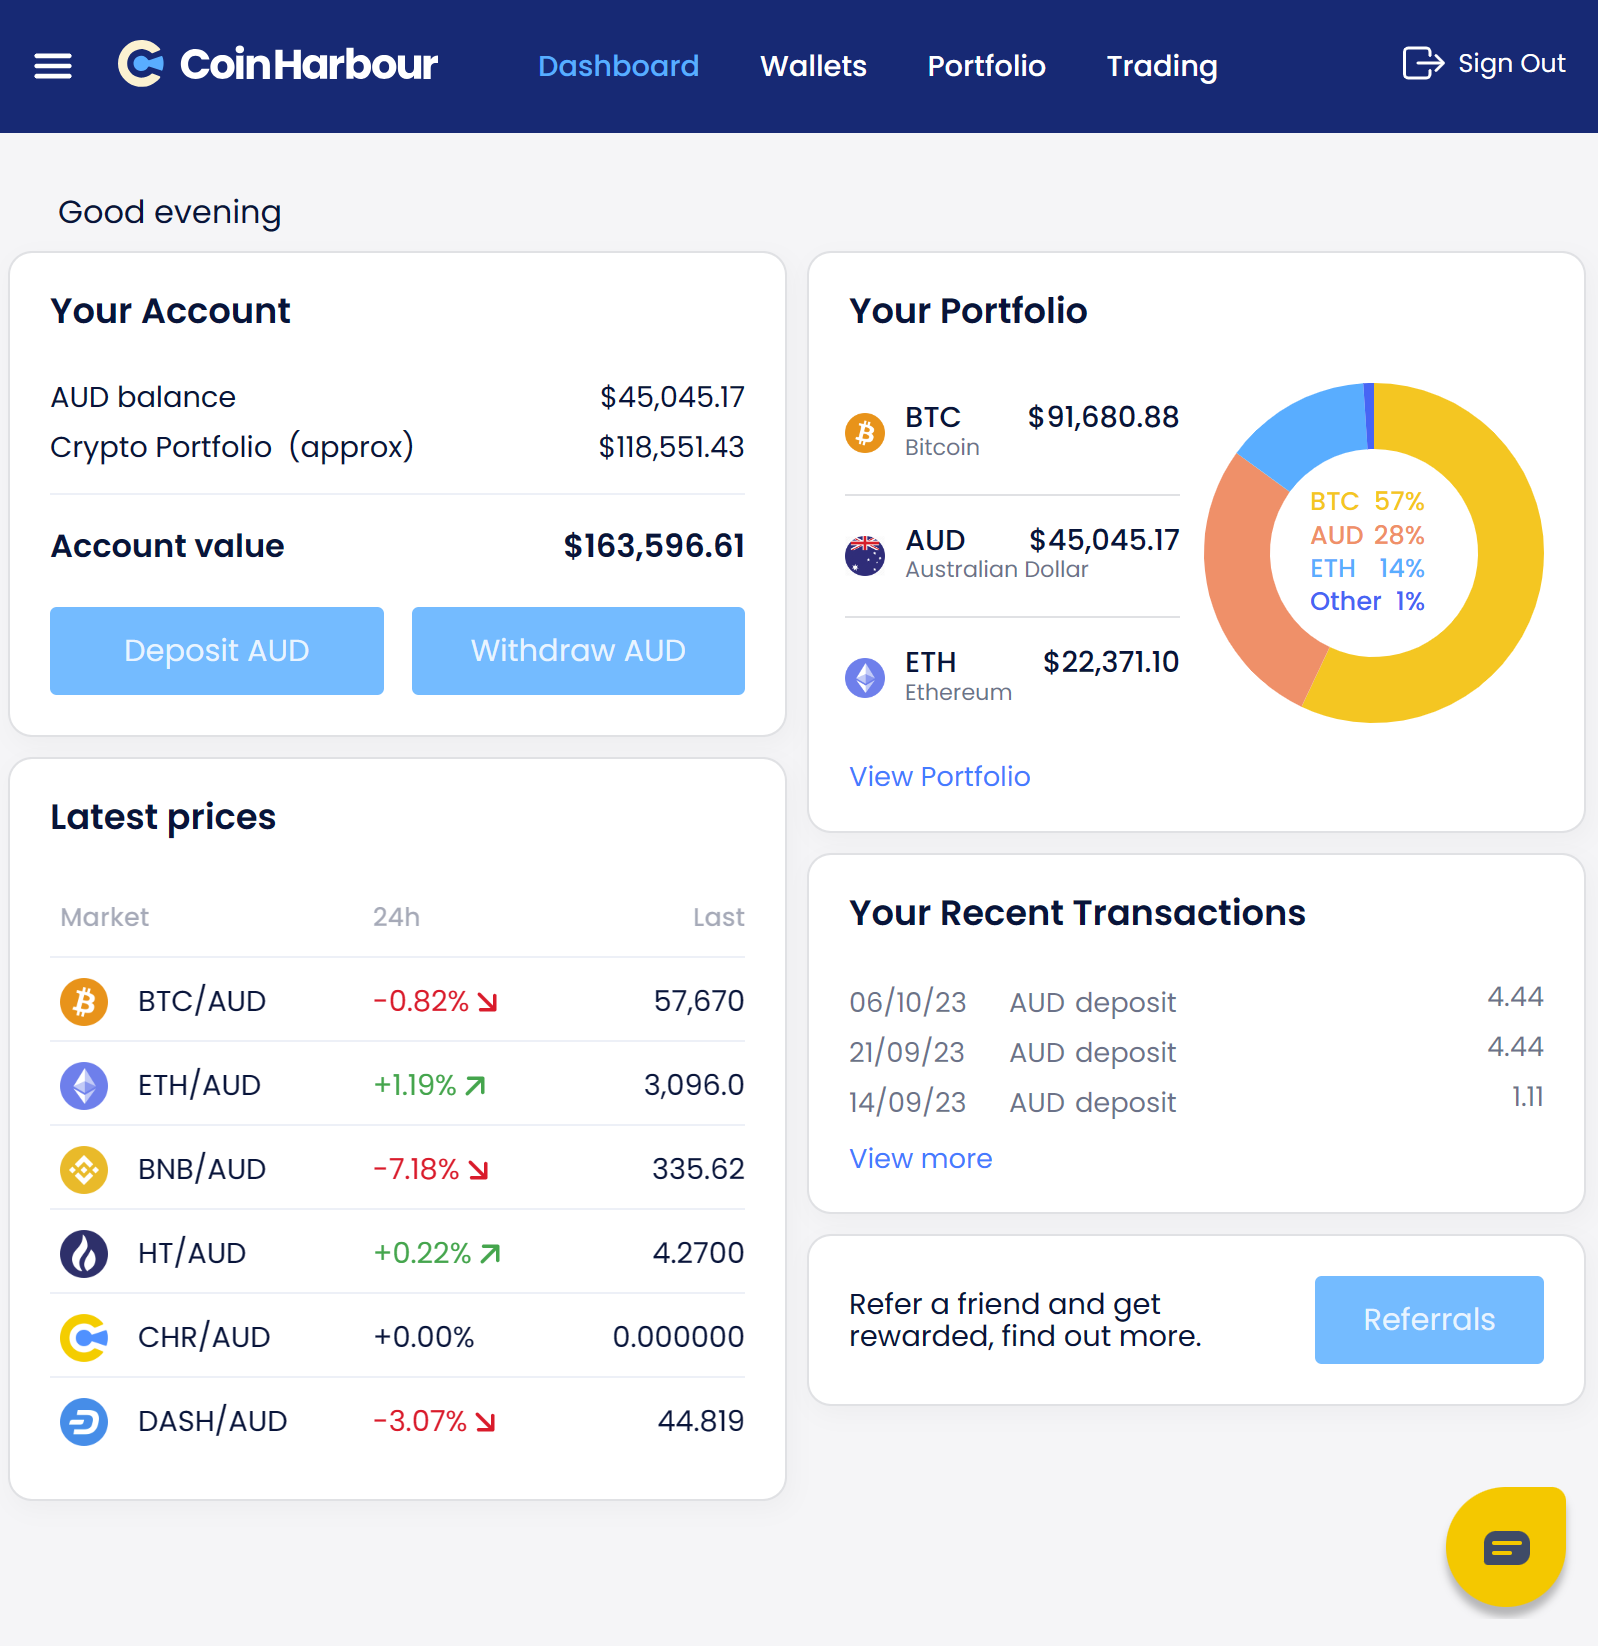 CoinHarbour
Dashboard Wallets Portfolio Trading
Sign Out
Good evening
Your Account
AUD balance $45,045.17
Crypto Portfolio (approx) $118,551.43
Account value $163,596.61
Deposit AUD Withdraw AUD
Latest prices
Market 24h Last
BTC/AUD -0.82% 57,670
ETH/AUD +1.19% 3,096.0
BNB/AUD -7.18% 335.62
HT/AUD +0.22% 4.2700
CHR/AUD +0.00% 0.000000
DASH/AUD -3.07% 44.819
Your Portfolio
BTC $91,680.88
Bitcoin
AUD $45,045.17
Australian Dollar
ETH $22,371.10
Ethereum
BTC 57%
AUD 28%
ETH 14%
Other 1%
View Portfolio
Your Recent Transactions
06/10/23 AUD deposit 4.44
21/09/23 AUD deposit 4.44
14/09/23 AUD deposit 1.11
View more
Refer a friend and get
rewarded, find out more.
Referrals